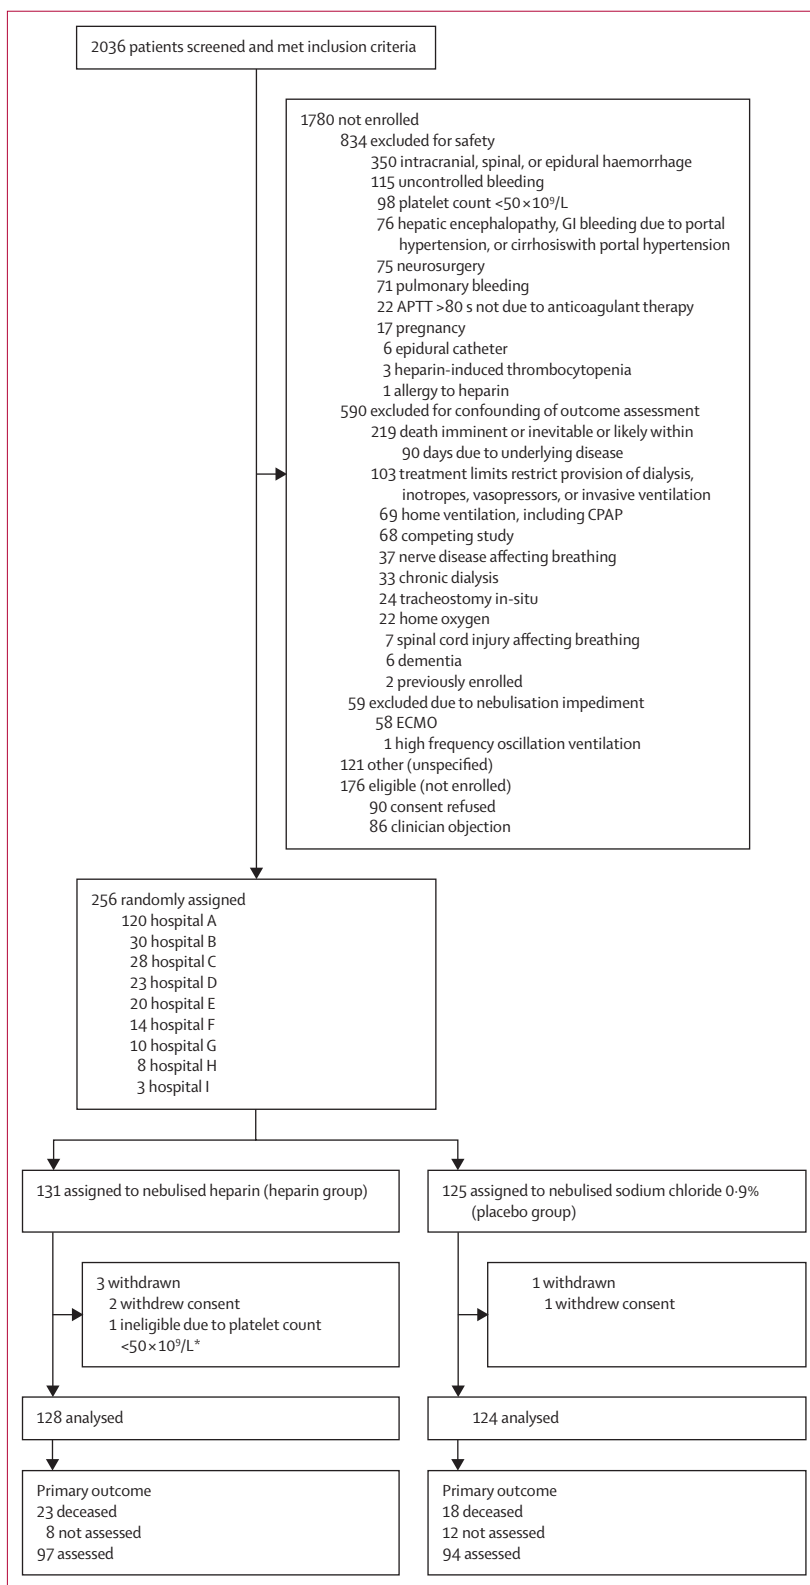 2036 patients screened and met inclusion criteria
1780 not enrolled
834 excluded for safety
350 intracranial, spinal, or epidural haemorrhage
115 uncontrolled bleeding
98 platelet count <50 × 10⁹/L
76 hepatic encephalopathy, GI bleeding due to portal
hypertension, or cirrhosiswith portal hypertension
75 neurosurgery
71 pulmonary bleeding
22 APTT >80 s not due to anticoagulant therapy
17 pregnancy
6 epidural catheter
3 heparin-induced thrombocytopenia
1 allergy to heparin
590 excluded for confounding of outcome assessment
219 death imminent or inevitable or likely within
90 days due to underlying disease
103 treatment limits restrict provision of dialysis,
inotropes, vasopressors, or invasive ventilation
69 home ventilation, including CPAP
68 competing study
37 nerve disease affecting breathing
33 chronic dialysis
24 tracheostomy in-situ
22 home oxygen
7 spinal cord injury affecting breathing
6 dementia
2 previously enrolled
59 excluded due to nebulisation impediment
58 ECMO
1 high frequency oscillation ventilation
121 other (unspecified)
176 eligible (not enrolled)
90 consent refused
86 clinician objection
256 randomly assigned
120 hospital A
30 hospital B
28 hospital C
23 hospital D
20 hospital E
14 hospital F
10 hospital G
8 hospital H
3 hospital I
131 assigned to nebulised heparin (heparin group)
125 assigned to nebulised sodium chloride 0·9%
(placebo group)
3 withdrawn
2 withdrew consent
1 ineligible due to platelet count
<50 × 10⁹/L*
1 withdrawn
1 withdrew consent
128 analysed
124 analysed
Primary outcome
23 deceased
8 not assessed
97 assessed
Primary outcome
18 deceased
12 not assessed
94 assessed